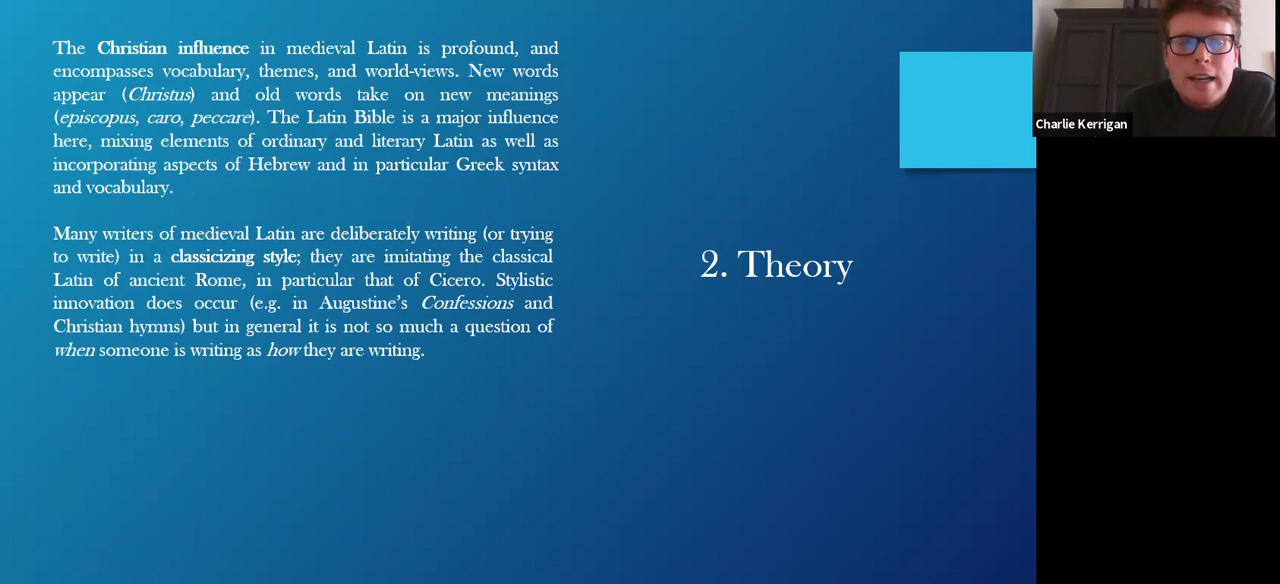 The Christian influence in medieval Latin is profound, and
encompasses vocabulary, themes, and world-views. New words
appear (Christus) and old words take on new meanings
(episcopus, caro, peccare). The Latin Bible is a major influence
here, mixing elements of ordinary and literary Latin as well as
incorporating aspects of Hebrew and in particular Greek syntax
and vocabulary.
Many writers of medieval Latin are deliberately writing (or trying
to write) in a classicizing style; they are imitating the classical
Latin of ancient Rome, in particular that of Cicero. Stylistic
innovation does occur (e.g. in Augustine’s Confessions and
Christian hymns) but in general it is not so much a question of
when someone is writing as how they are writing.
2. Theory
Charlie Kerrigan